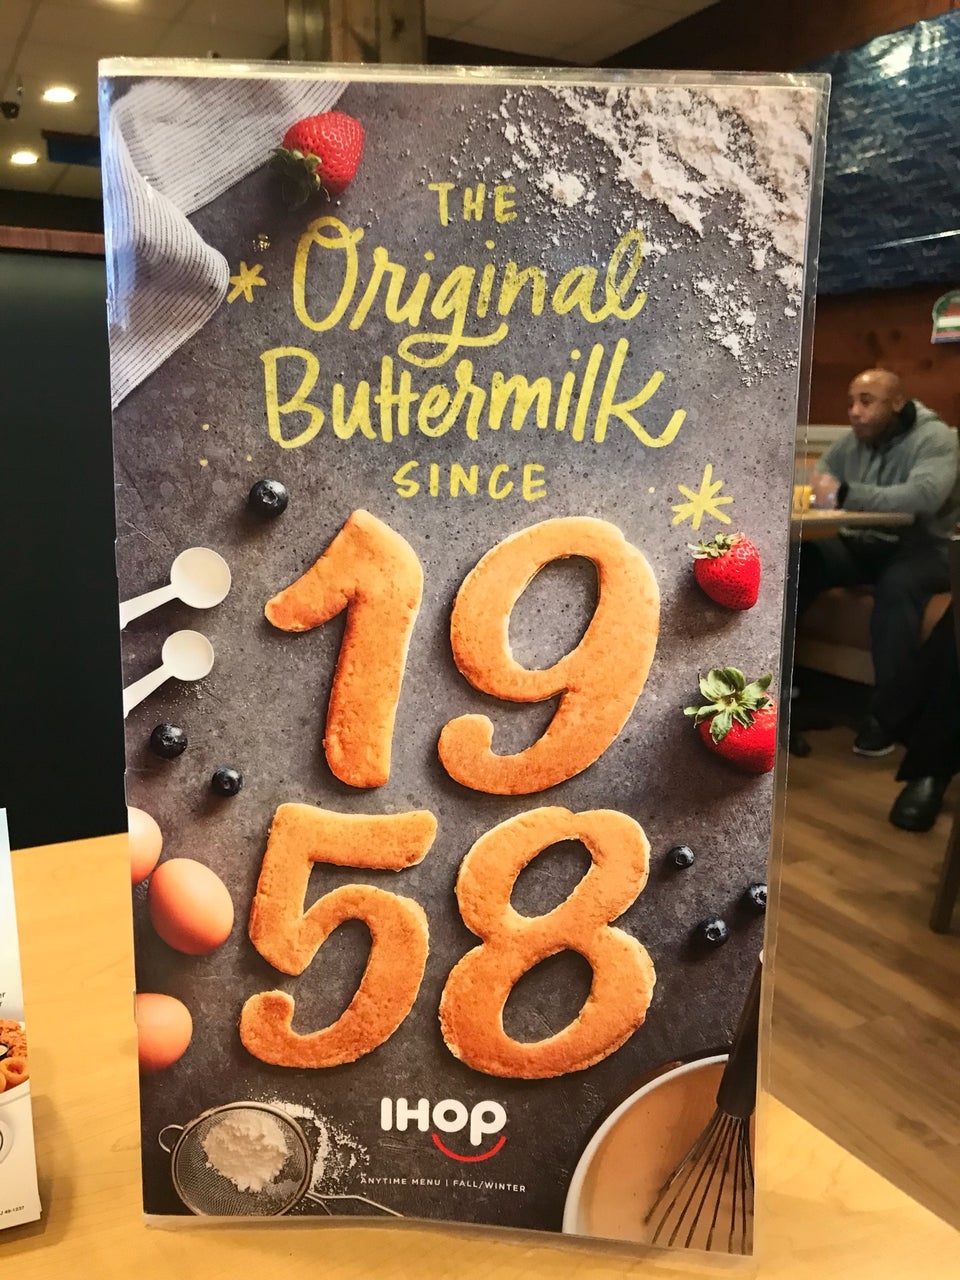 THE
Original
Buttermilk
SINCE
19
58
IHOP
ANYTIME MENU | FALL/WINTER